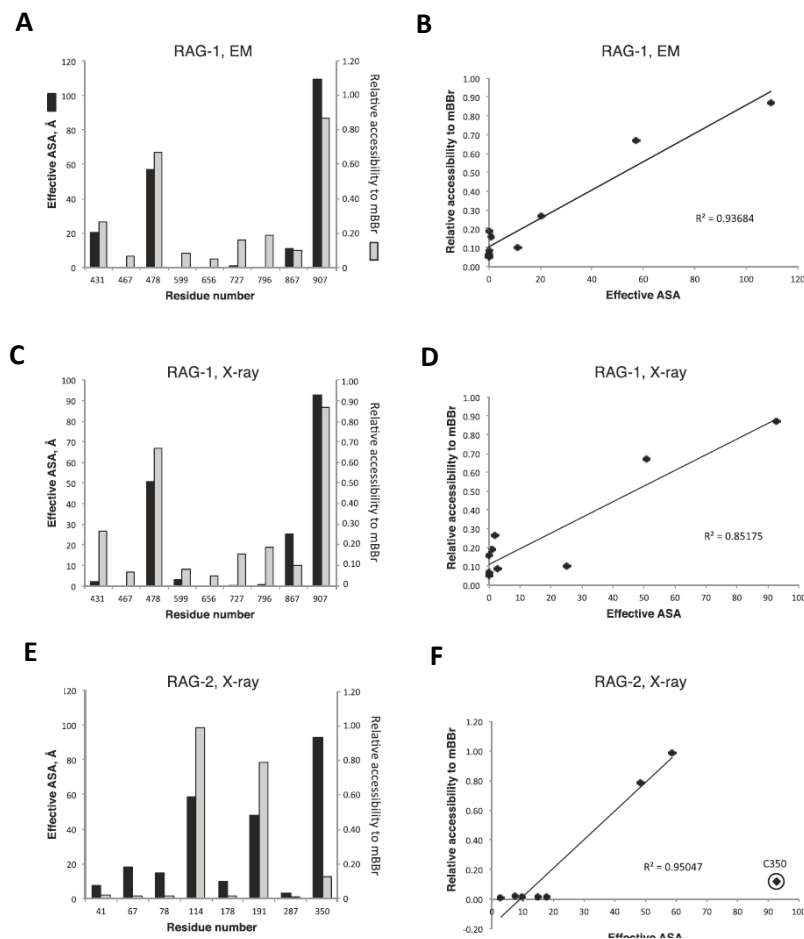 A
RAG-1, EM
Effective ASA, Å
120
100
80
60
40
20
0
1.20
1.00
0.80
0.60
0.40
0.20
0
Relative accessibility to mBBr
431 467 478 599 656 727 796 867 907
Residue number
B
RAG-1, EM
Relative accessibility to mBBr
1.00
0.90
0.80
0.70
0.60
0.50
0.40
0.30
0.20
0.10
0.00
R² = 0.93684
0 20 40 60 80 100 120
Effective ASA
C
RAG-1, X-ray
Effective ASA, Å
100
90
80
70
60
50
40
30
20
10
0
1.00
0.90
0.80
0.70
0.60
0.50
0.40
0.30
0.20
0.10
0
Relative accessibility to mBBr
431 467 478 599 656 727 796 867 907
Residue number
D
RAG-1, X-ray
Relative accessibility to mBBr
1.00
0.90
0.80
0.70
0.60
0.50
0.40
0.30
0.20
0.10
0.00
R² = 0.85175
0 10 20 30 40 50 60 70 80 90 100
Effective ASA
E
RAG-2, X-ray
Effective ASA, Å
120
100
80
60
40
20
0
1.20
1.00
0.80
0.60
0.40
0.20
0
Relative accessibility to mBBr
41 67 78 114 178 191 287 350
Residue number
F
RAG-2, X-ray
Relative accessibility to mBBr
1.20
1.00
0.80
0.60
0.40
0.20
0.00
-0.20
R² = 0.95047
C350
0 10 20 30 40 50 60 70 80 90 100
Effective ASA